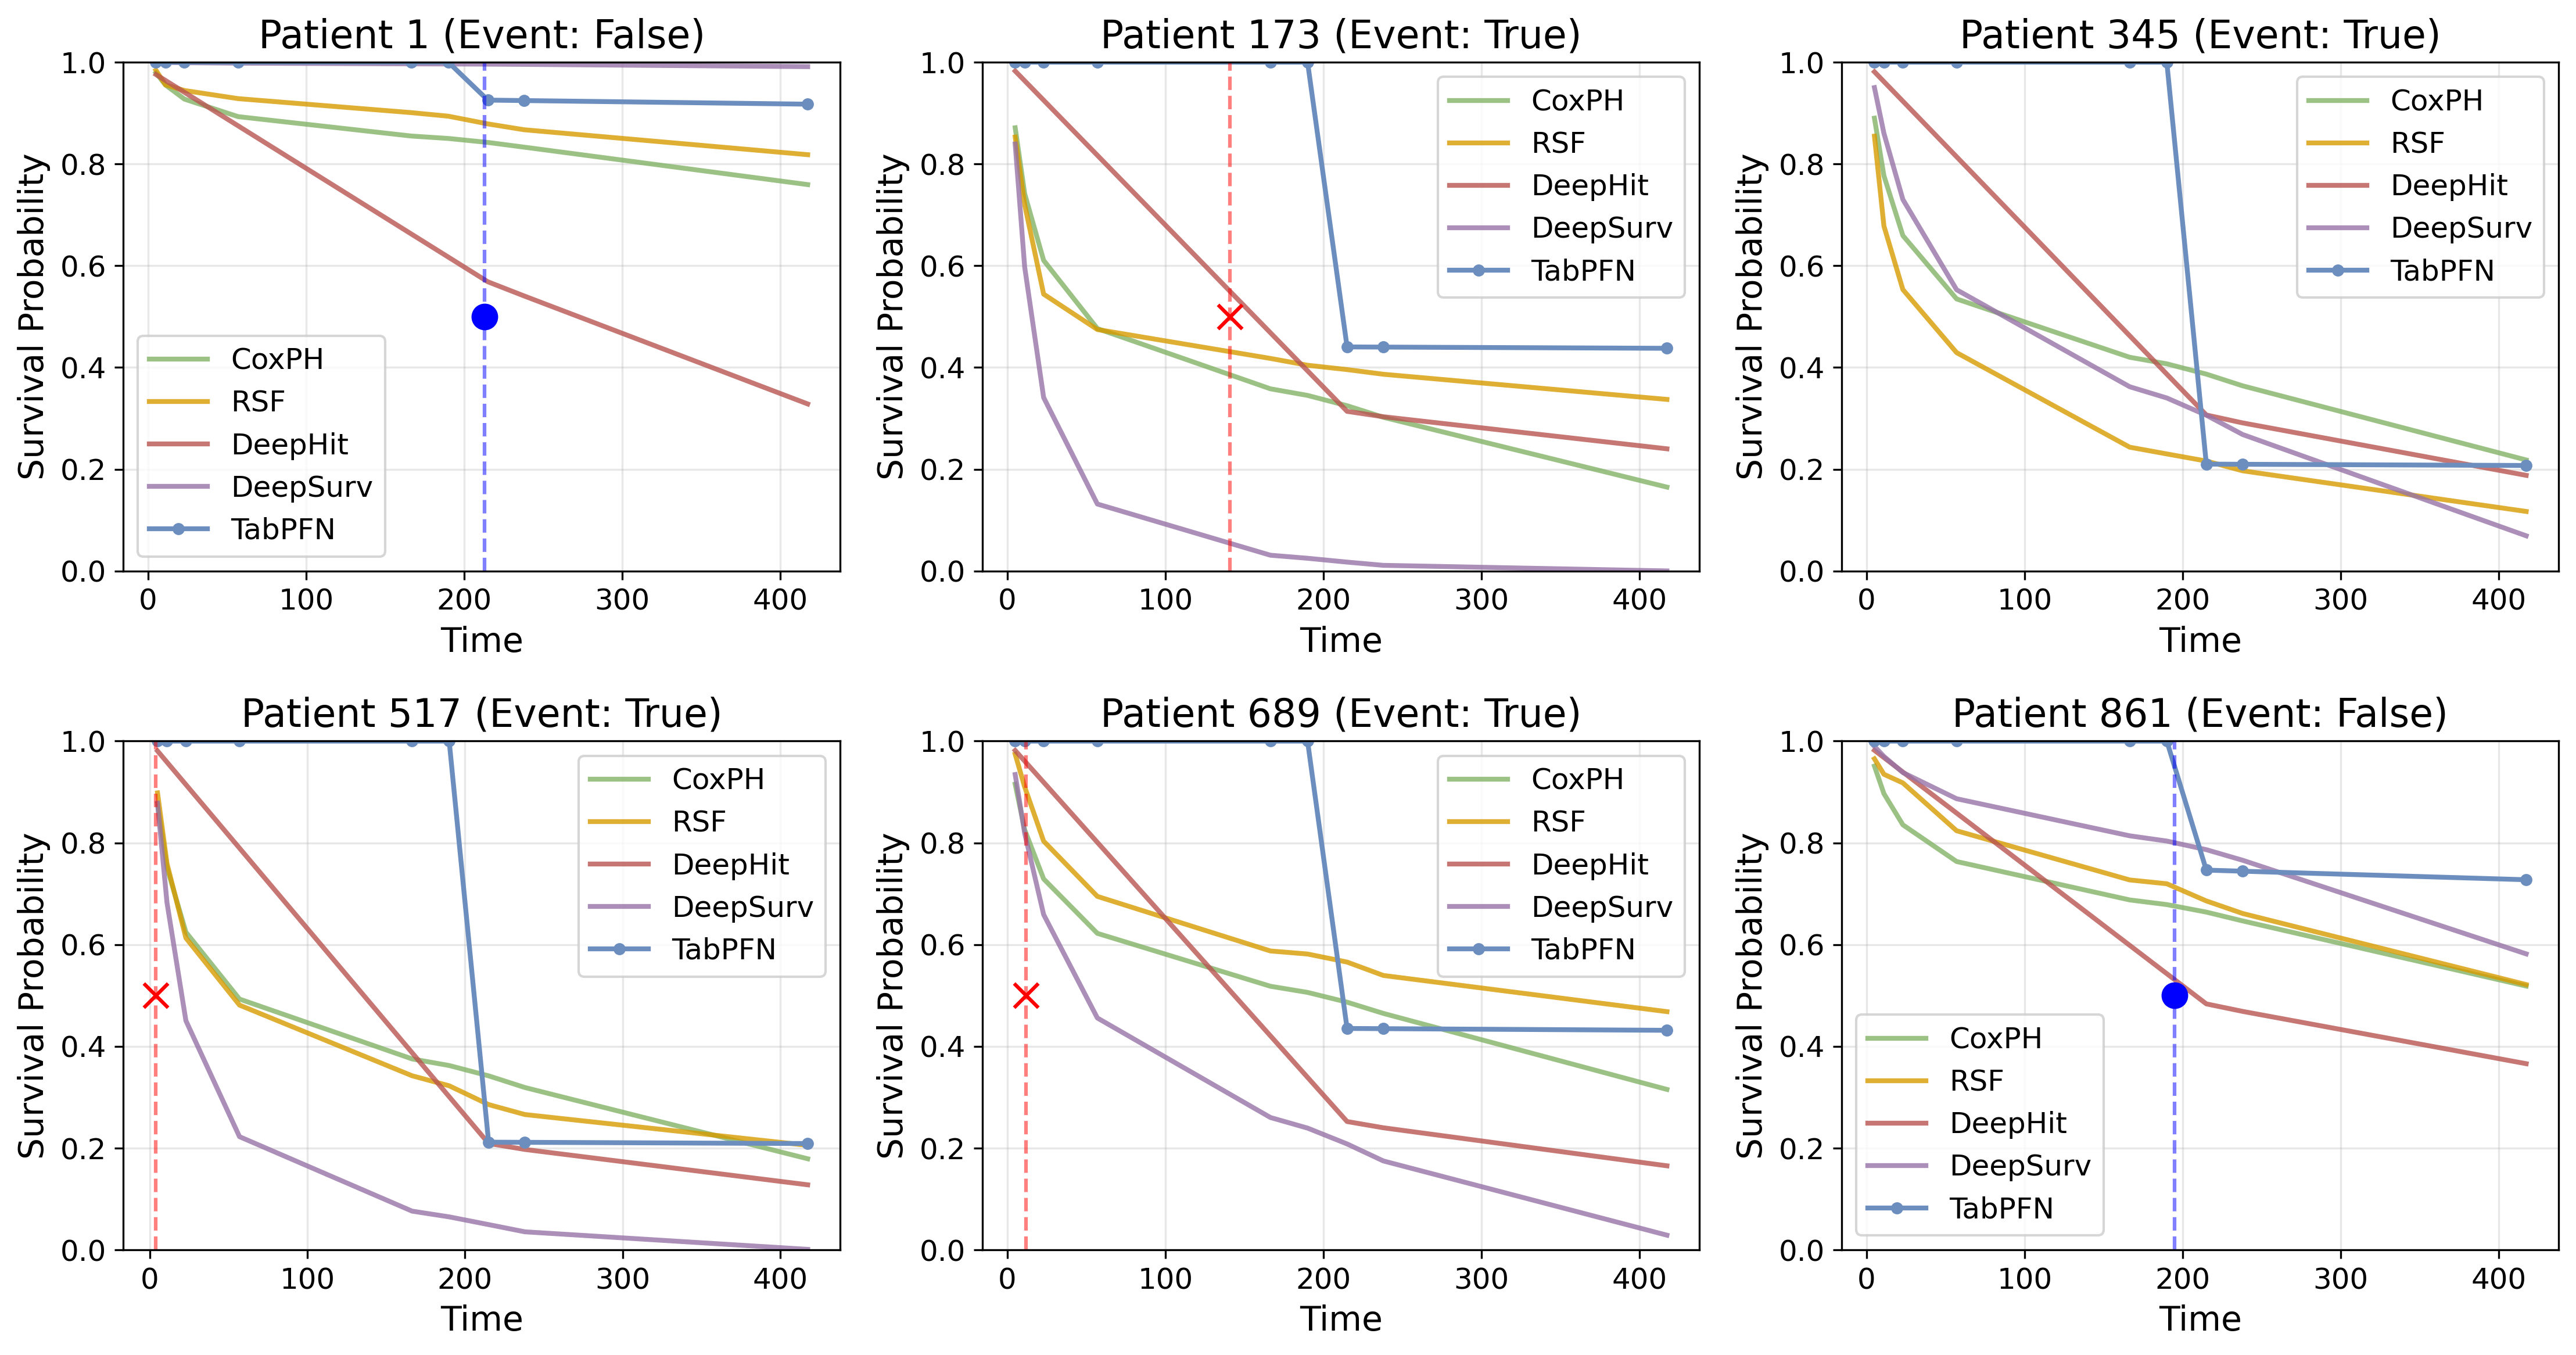 Patient 1 (Event: False)
Survival Probability
1.0
0.8
0.6
0.4
0.2
0.0
CoxPH
RSF
DeepHit
DeepSurv
TabPFN
0 100 200 300 400
Time
Patient 173 (Event: True)
Survival Probability
1.0
0.8
0.6
0.4
0.2
0.0
CoxPH
RSF
DeepHit
DeepSurv
TabPFN
0 100 200 300 400
Time
Patient 345 (Event: True)
Survival Probability
1.0
0.8
0.6
0.4
0.2
0.0
CoxPH
RSF
DeepHit
DeepSurv
TabPFN
0 100 200 300 400
Time
Patient 517 (Event: True)
Survival Probability
1.0
0.8
0.6
0.4
0.2
0.0
CoxPH
RSF
DeepHit
DeepSurv
TabPFN
0 100 200 300 400
Time
Patient 689 (Event: True)
Survival Probability
1.0
0.8
0.6
0.4
0.2
0.0
CoxPH
RSF
DeepHit
DeepSurv
TabPFN
0 100 200 300 400
Time
Patient 861 (Event: False)
Survival Probability
1.0
0.8
0.6
0.4
0.2
0.0
CoxPH
RSF
DeepHit
DeepSurv
TabPFN
0 100 200 300 400
Time